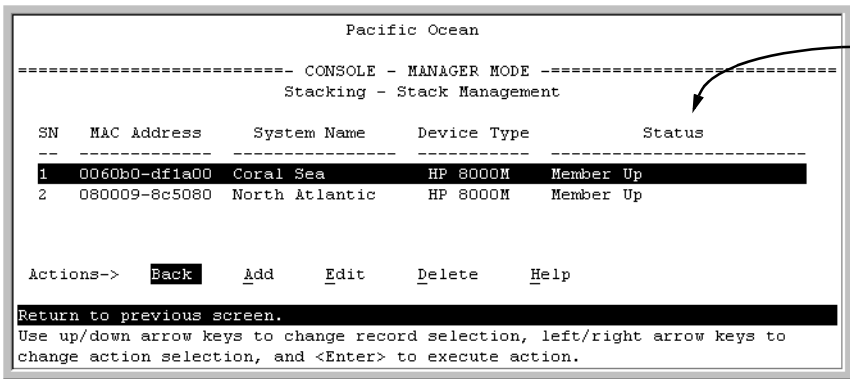 Pacific Ocean
==========================- CONSOLE - MANAGER MODE -============================
Stacking - Stack Management
SN MAC Address System Name Device Type Status
-- ------------- ---------------- ----------- -------------------------
1 0060b0-df1a00 Coral Sea HP 8000M Member Up
2 080009-8c5080 North Atlantic HP 8000M Member Up
Actions-> Back Add Edit Delete Help
Return to previous screen.
Use up/down arrow keys to change record selection, left/right arrow keys to
change action selection, and <Enter> to execute action.